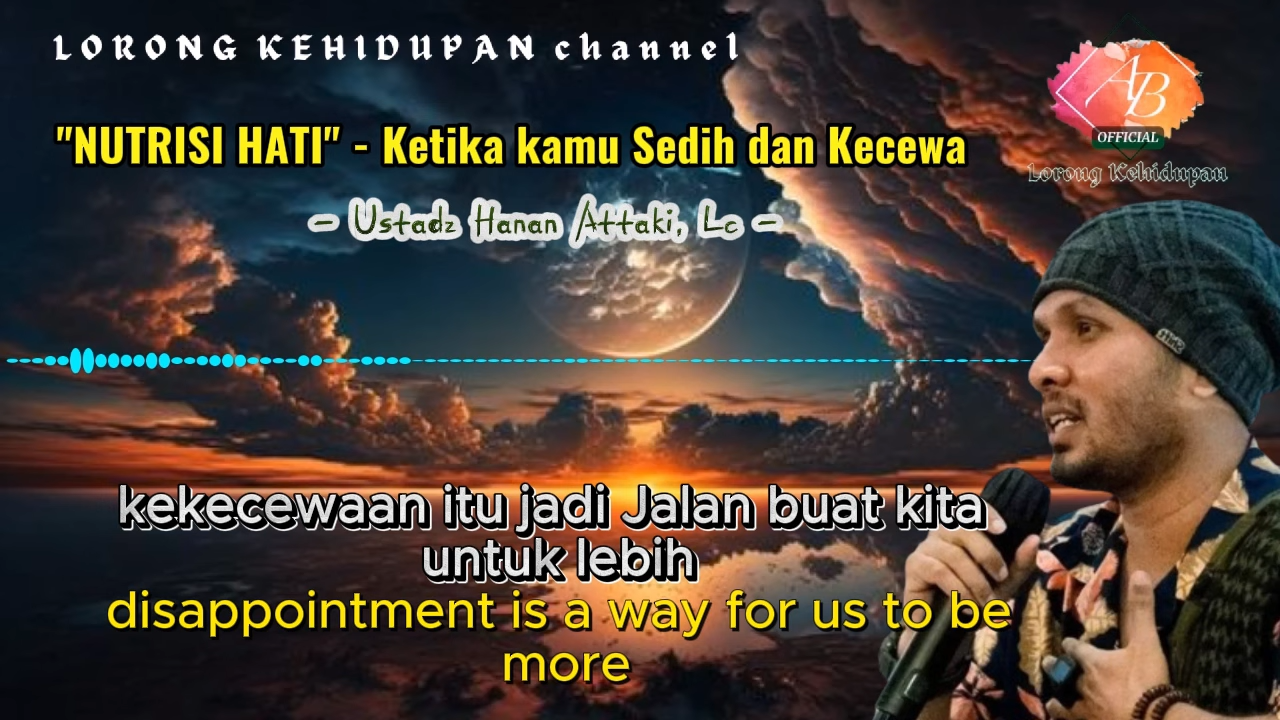 LORONG KEHIDUPAN channel
AB
OFFICIAL
Lorong Kehidupan
"NUTRISI HATI" - Ketika kamu Sedih dan Kecewa
- Ustadz Hanan Attaki, Lc -
kekecewaan itu jadi Jalan buat kita
untuk lebih
disappointment is a way for us to be
more